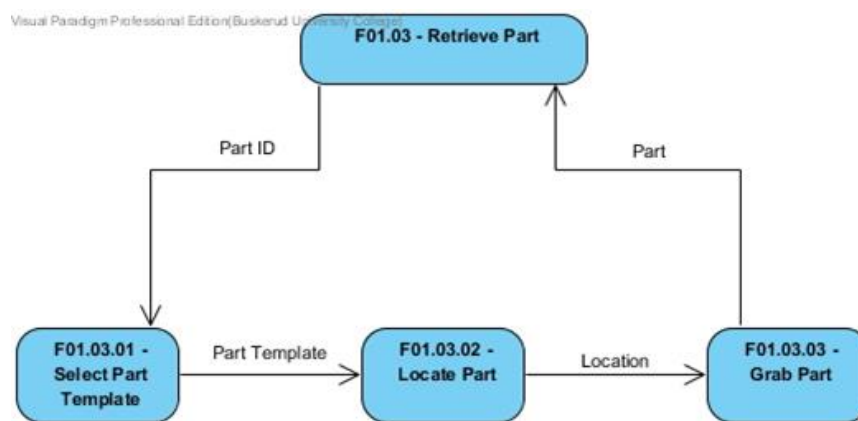 Visual Paradigm Professional Edition(Buskerud University College)
F01.03 - Retrieve Part
Part ID
Part
F01.03.01 -
Select Part
Template
Part Template
F01.03.02 -
Locate Part
Location
F01.03.03 -
Grab Part